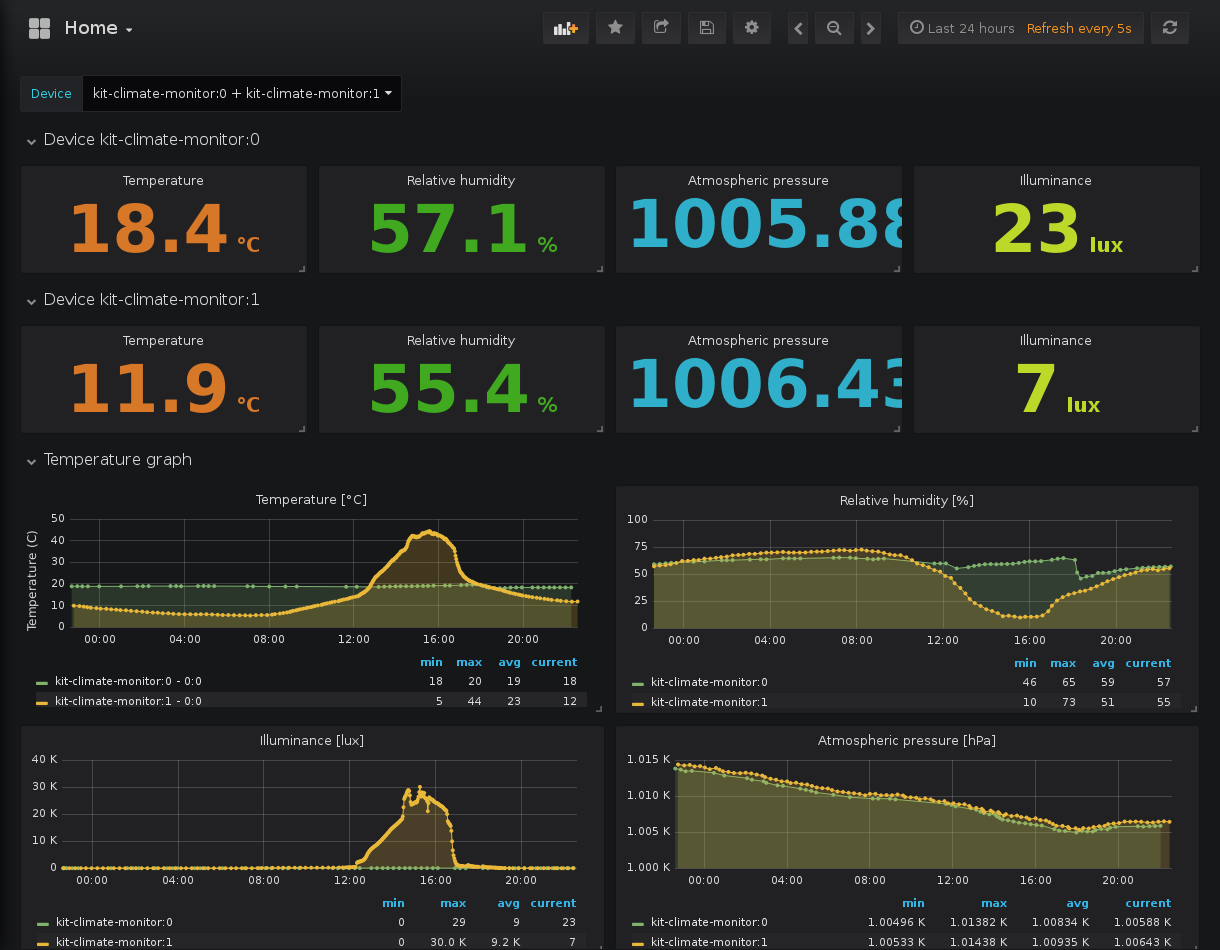 Home
Last 24 hours Refresh every 5s
Device kit-climate-monitor:0 + kit-climate-monitor:1
Device kit-climate-monitor:0
Temperature Relative humidity Atmospheric pressure Illuminance
18.4 °C 57.1 % 1005.88 23 lux
Device kit-climate-monitor:1
Temperature Relative humidity Atmospheric pressure Illuminance
11.9 °C 55.4 % 1006.43 7 lux
Temperature graph
Temperature [°C]
Temperature (C)
50
40
30
20
10
0
00:00 04:00 08:00 12:00 16:00 20:00
min max avg current
kit-climate-monitor:0 - 0:0 18 20 19 18
kit-climate-monitor:1 - 0:0 5 44 23 12
Relative humidity [%]
100
75
50
25
0
00:00 04:00 08:00 12:00 16:00 20:00
min max avg current
kit-climate-monitor:0 46 65 59 57
kit-climate-monitor:1 10 73 51 55
Illuminance [lux]
40 K
30 K
20 K
10 K
0
00:00 04:00 08:00 12:00 16:00 20:00
min max avg current
kit-climate-monitor:0 0 29 9 23
kit-climate-monitor:1 0 30.0 K 9.2 K 7
Atmospheric pressure [hPa]
1.015 K
1.010 K
1.005 K
1.000 K
00:00 04:00 08:00 12:00 16:00 20:00
min max avg current
kit-climate-monitor:0 1.00496 K 1.01382 K 1.00834 K 1.00588 K
kit-climate-monitor:1 1.00533 K 1.01438 K 1.00935 K 1.00643 K